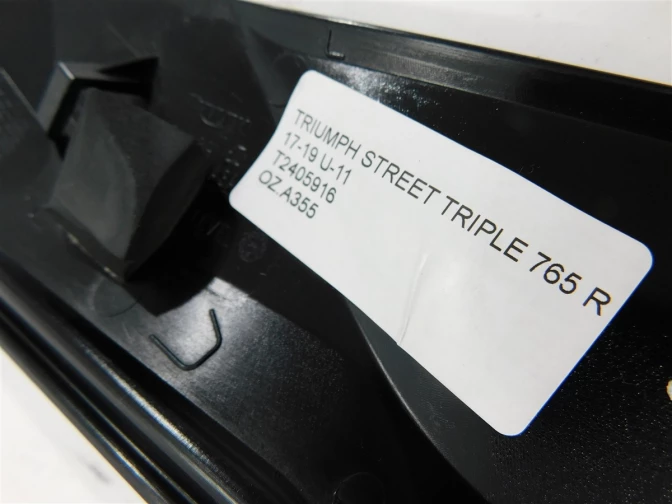 TRIUMPH STREET TRIPLE 765 R
17-19 U-11
T2405916
OZ.A355